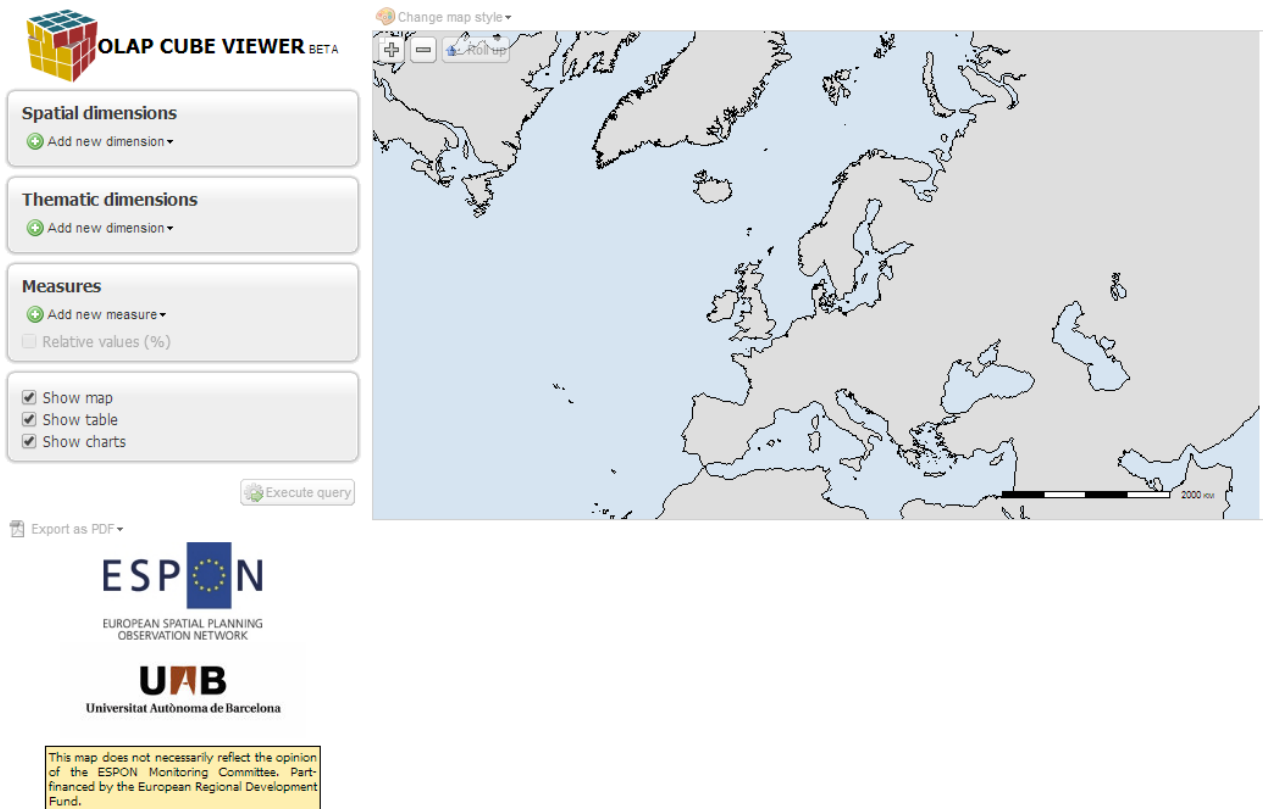 OLAP CUBE VIEWER BETA
Spatial dimensions
Add new dimension
Thematic dimensions
Add new dimension
Measures
Add new measure
Relative values (%)
Show map
Show table
Show charts
Execute query
Export as PDF
ESPON
EUROPEAN SPATIAL PLANNING
OBSERVATION NETWORK
UAB
Universitat Autònoma de Barcelona
This map does not necessarily reflect the opinion
of the ESPON Monitoring Committee. Part-
financed by the European Regional Development
Fund.
Change map style
Roll up
2000 KM